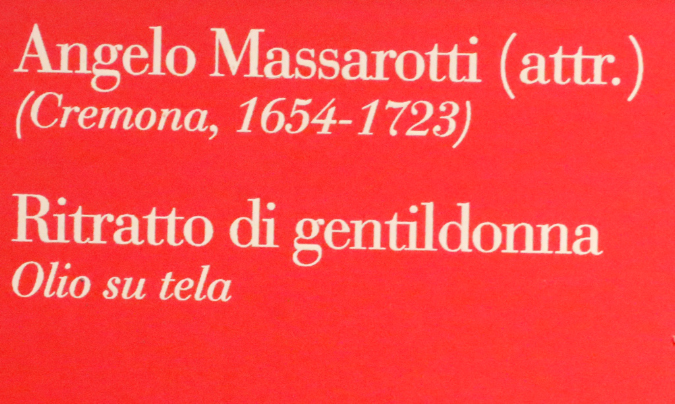 Angelo Massarotti (attr.)
(Cremona, 1654-1723)
Ritratto di gentildonna
Olio su tela